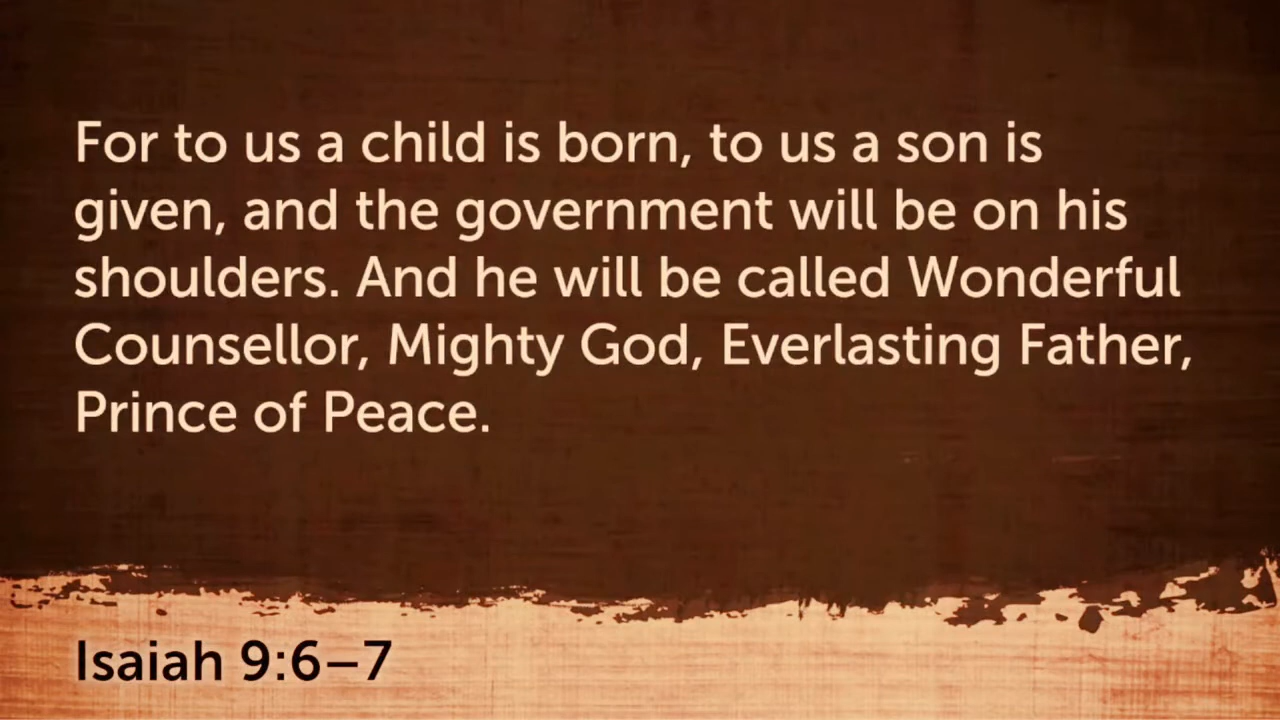 For to us a child is born, to us a son is
given, and the government will be on his
shoulders. And he will be called Wonderful
Counsellor, Mighty God, Everlasting Father,
Prince of Peace.
Isaiah 9:6–7